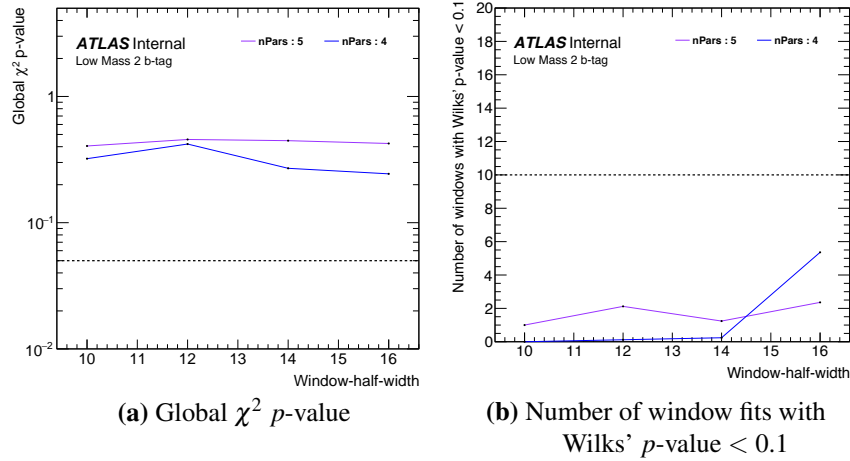 Global χ² p-value
ATLAS Internal
Low Mass 2 b-tag
nPars : 5
nPars : 4
1
10⁻¹
10⁻²
10 11 12 13 14 15 16
Window-half-width
(a) Global χ² p-value
Number of windows with Wilks' p-value < 0.1
ATLAS Internal
Low Mass 2 b-tag
nPars : 5
nPars : 4
20
18
16
14
12
10
8
6
4
2
0
10 11 12 13 14 15 16
Window-half-width
(b) Number of window fits with
Wilks' p-value < 0.1